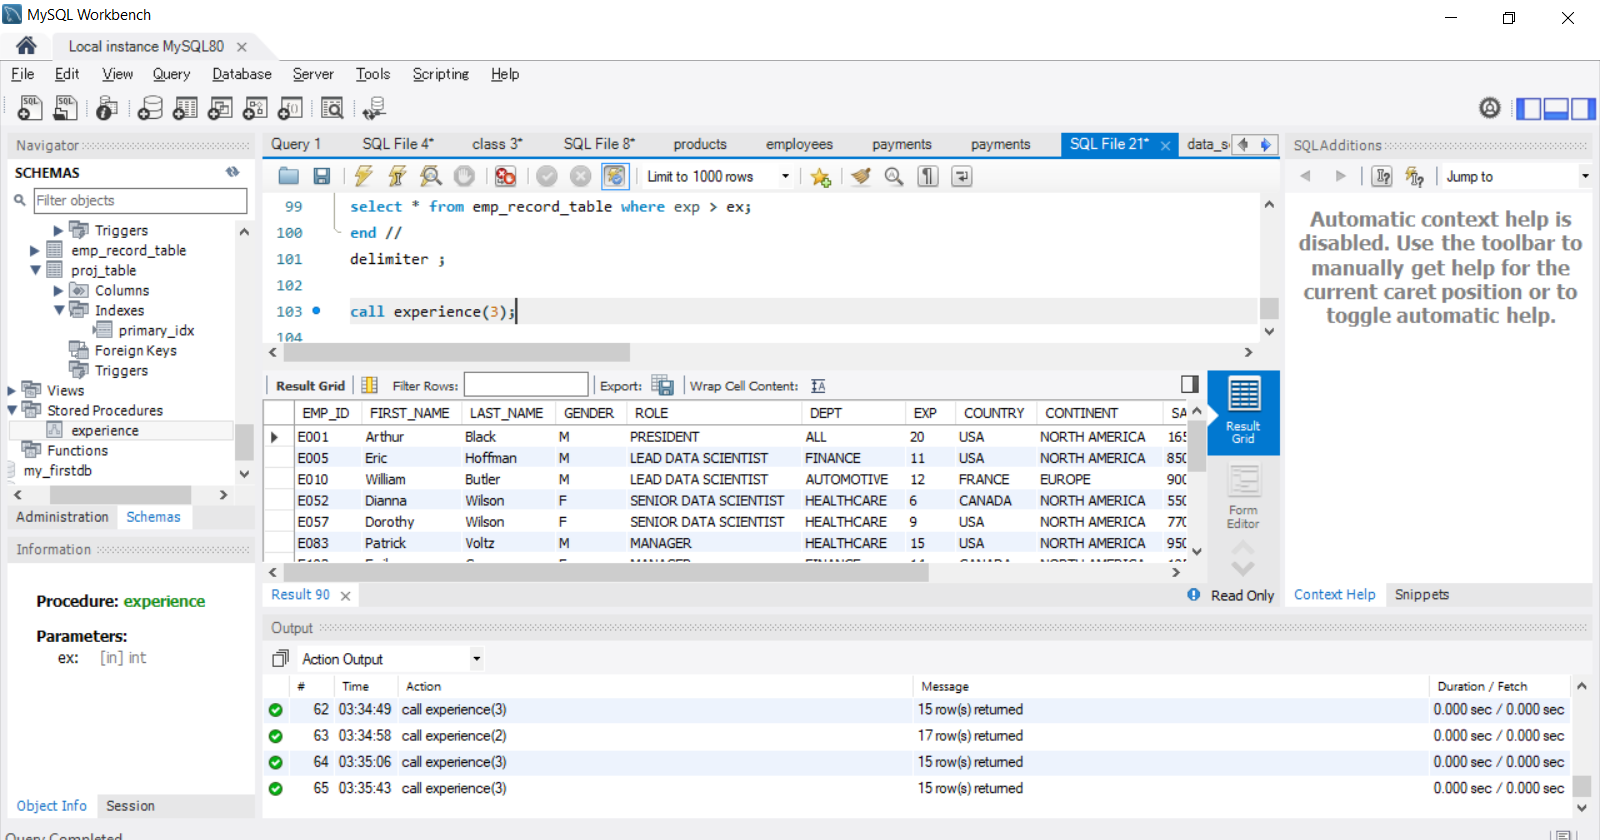 MySQL Workbench
Local instance MySQL80
File Edit View Query Database Server Tools Scripting Help
Navigator
SCHEMAS
Filter objects
Triggers
emp_record_table
proj_table
Columns
Indexes
primary_idx
Foreign Keys
Triggers
Views
Stored Procedures
experience
Functions
my_firstdb
Administration Schemas
Information
Procedure: experience
Parameters:
ex: [in] int
Object Info Session
Query Completed
Query 1 SQL File 4* class 3* SQL File 8* products employees payments payments SQL File 21* data_s
Limit to 1000 rows
99 select * from emp_record_table where exp > ex;
100 end //
101 delimiter ;
102
103 call experience(3);
104
Result Grid Filter Rows: Export: Wrap Cell Content:
EMP_ID FIRST_NAME LAST_NAME GENDER ROLE DEPT EXP COUNTRY CONTINENT SA
E001 Arthur Black M PRESIDENT ALL 20 USA NORTH AMERICA 165
E005 Eric Hoffman M LEAD DATA SCIENTIST FINANCE 11 USA NORTH AMERICA 850
E010 William Butler M LEAD DATA SCIENTIST AUTOMOTIVE 12 FRANCE EUROPE 900
E052 Dianna Wilson F SENIOR DATA SCIENTIST HEALTHCARE 6 CANADA NORTH AMERICA 550
E057 Dorothy Wilson F SENIOR DATA SCIENTIST HEALTHCARE 9 USA NORTH AMERICA 770
E083 Patrick Voltz M MANAGER HEALTHCARE 15 USA NORTH AMERICA 950
Result Grid
Form Editor
Result 90
Read Only
SQLAdditions
Jump to
Automatic context help is
disabled. Use the toolbar to
manually get help for the
current caret position or to
toggle automatic help.
Context Help Snippets
Output
Action Output
# Time Action Message Duration / Fetch
62 03:34:49 call experience(3) 15 row(s) returned 0.000 sec / 0.000 sec
63 03:34:58 call experience(2) 17 row(s) returned 0.000 sec / 0.000 sec
64 03:35:06 call experience(3) 15 row(s) returned 0.000 sec / 0.000 sec
65 03:35:43 call experience(3) 15 row(s) returned 0.000 sec / 0.000 sec